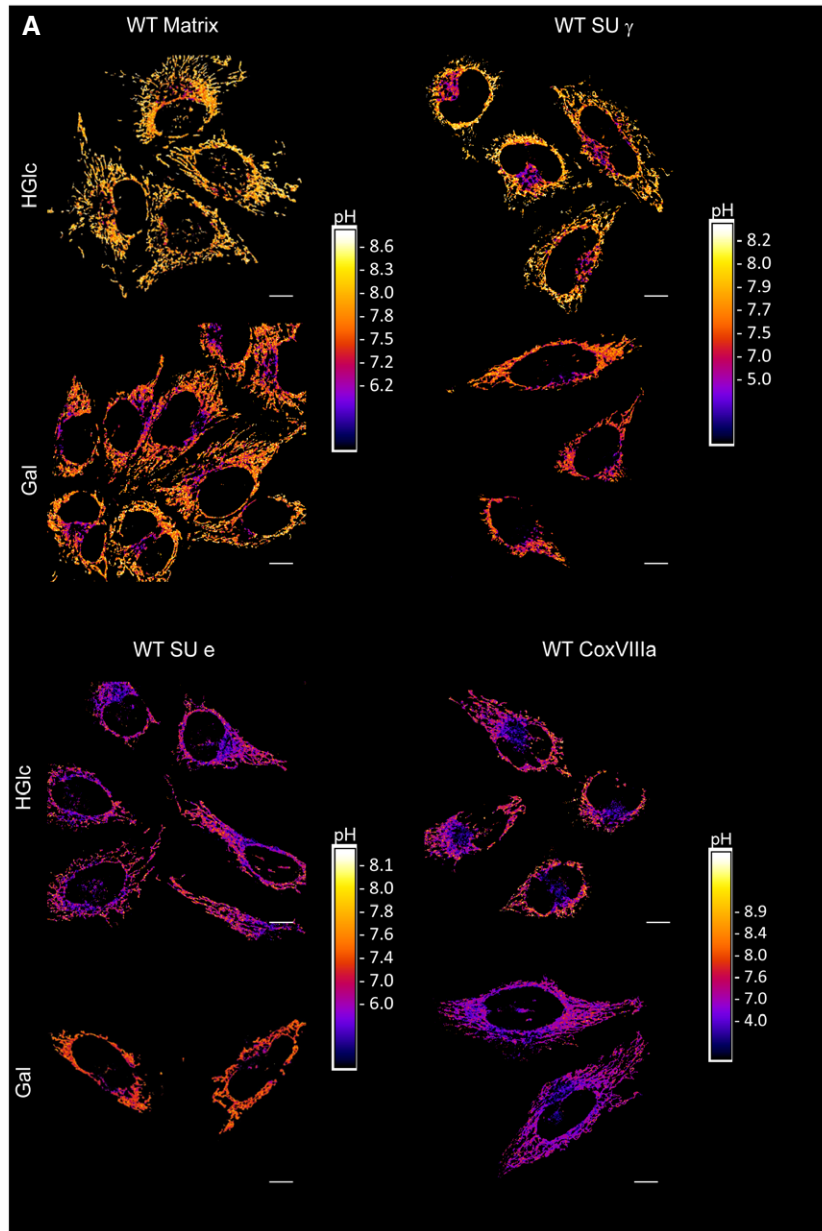 A
WT Matrix
WT SU γ
HGlc
pH
- 8.6
- 8.3
- 8.0
- 7.8
- 7.5
- 7.2
- 6.2
pH
- 8.2
- 8.0
- 7.9
- 7.7
- 7.5
- 7.0
- 5.0
Gal
WT SU e
WT CoxVIIIa
HGlc
pH
- 8.1
- 8.0
- 7.8
- 7.6
- 7.4
- 7.0
- 6.0
pH
- 8.9
- 8.4
- 8.0
- 7.6
- 7.0
- 4.0
Gal